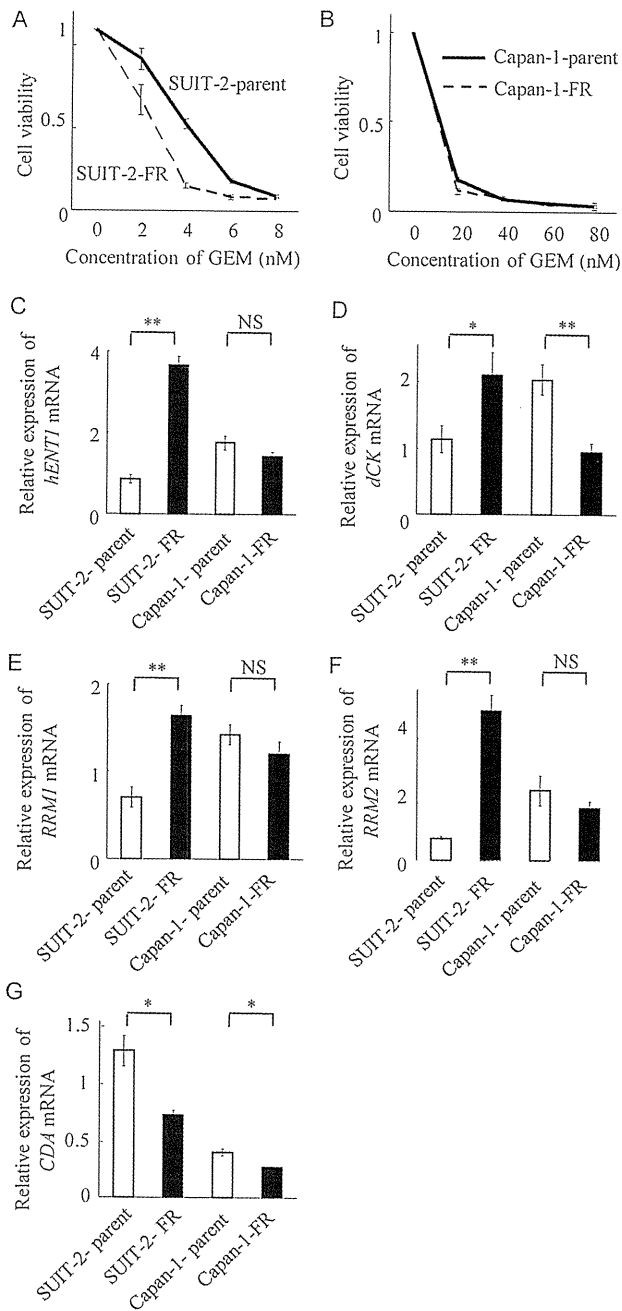 A
Cell viability
1
0.5
0
SUIT-2-parent
SUIT-2-FR
0 2 4 6 8
Concentration of GEM (nM)
B
Cell viability
1
0.5
0
Capan-1-parent
Capan-1-FR
0 20 40 60 80
Concentration of GEM (nM)
C
Relative expression of
hENT1 mRNA
4
2
0
** NS
SUIT-2- parent
SUIT-2- FR
Capan-1- parent
Capan-1-FR
D
Relative expression of
dCK mRNA
2
1
0
* **
SUIT-2- parent
SUIT-2- FR
Capan-1- parent
Capan-1-FR
E
Relative expression of
RRM1 mRNA
2
1
0
** NS
SUIT-2- parent
SUIT-2- FR
Capan-1- parent
Capan-1-FR
F
Relative expression of
RRM2 mRNA
4
2
0
** NS
SUIT-2- parent
SUIT-2- FR
Capan-1- parent
Capan-1-FR
G
Relative expression of
CDA mRNA
1.5
1
0.5
0
* *
SUIT-2- parent
SUIT-2- FR
Capan-1- parent
Capan-1-FR